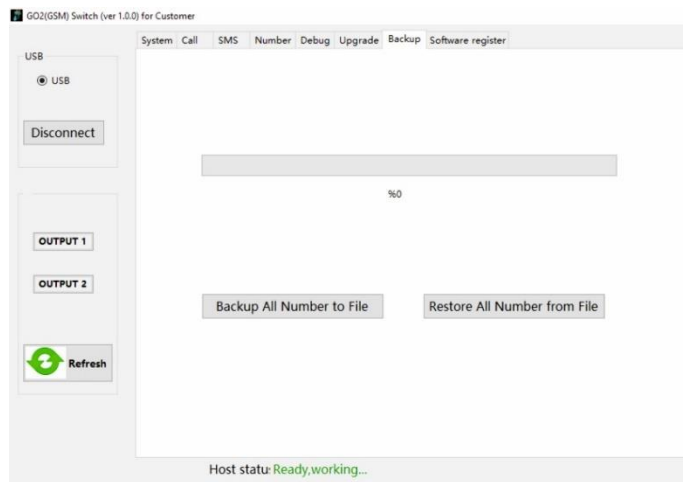 GO2(GSM) Switch (ver 1.0.0) for Customer
System Call SMS Number Debug Upgrade Backup Software register
USB
USB
Disconnect
%0
OUTPUT 1
OUTPUT 2
Backup All Number to File Restore All Number from File
Refresh
Host statu: Ready,working...